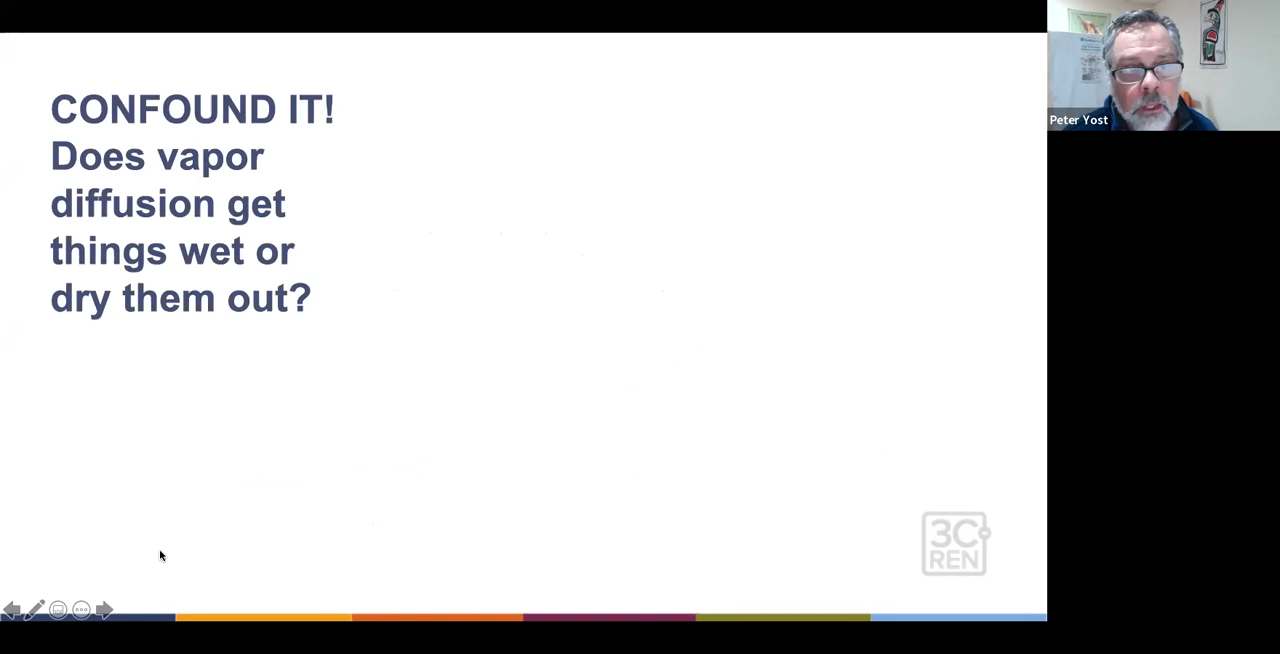 CONFOUND IT!
Does vapor
diffusion get
things wet or
dry them out?
Peter Yost
3C
REN